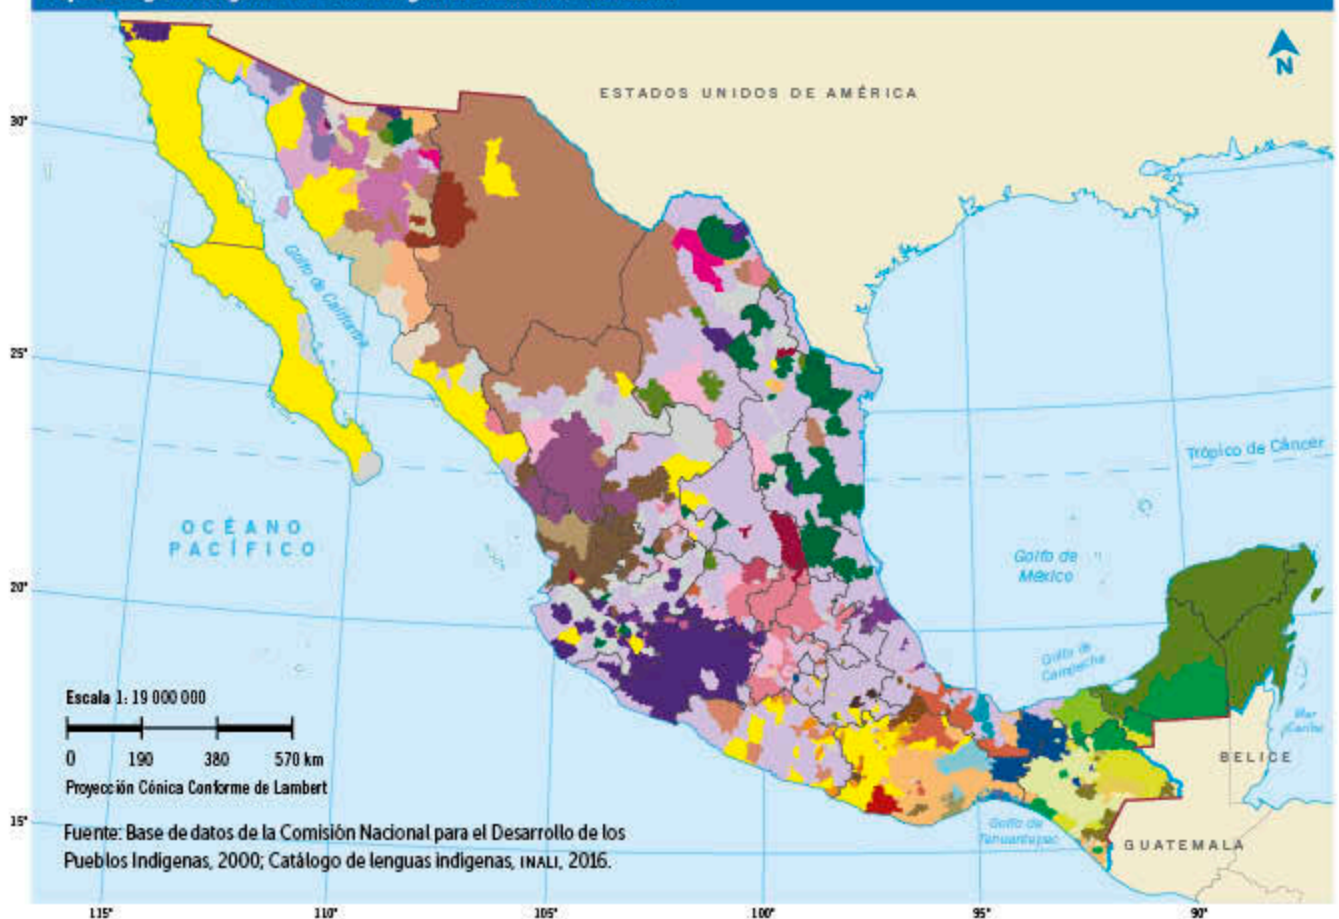 N
ESTADOS UNIDOS DE AMÉRICA
30°
Golfo de California
25°
Trópico de Cáncer
OCÉANO
PACÍFICO
Golfo de
México
20°
Golfo de
Campeche
Mar
Caribe
Escala 1: 19 000 000
0 190 380 570 km
BELICE
Proyección Cónica Conforme de Lambert
15°
Golfo de
Tehuantepec
GUATEMALA
Fuente: Base de datos de la Comisión Nacional para el Desarrollo de los
Pueblos Indígenas, 2000; Catálogo de lenguas indígenas, INALI, 2016.
115° 110° 105° 100° 95° 90°